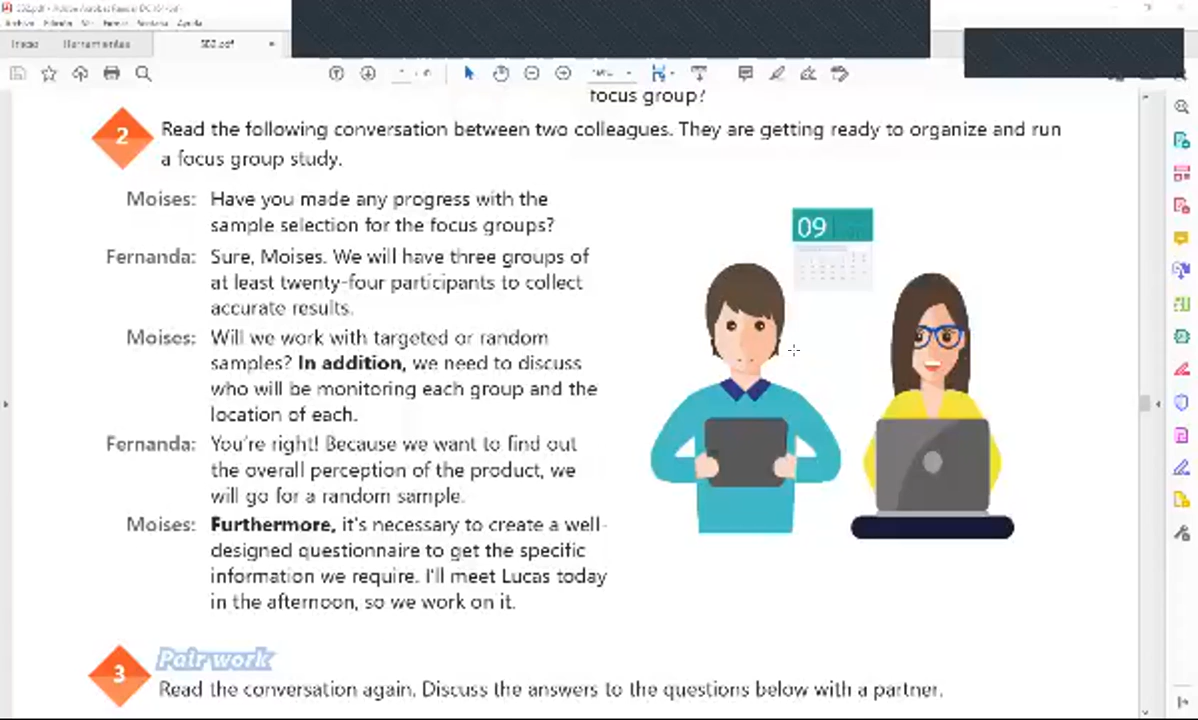 Inicio
Herramientas
focus group?
2
Read the following conversation between two colleagues. They are getting ready to organize and run
a focus group study.
Moises: Have you made any progress with the
sample selection for the focus groups?
Fernanda: Sure, Moises. We will have three groups of
at least twenty-four participants to collect
accurate results.
Moises: Will we work with targeted or random
samples? In addition, we need to discuss
who will be monitoring each group and the
location of each.
Fernanda: You're right! Because we want to find out
the overall perception of the product, we
will go for a random sample.
Moises: Furthermore, it's necessary to create a well-
designed questionnaire to get the specific
information we require. I'll meet Lucas today
in the afternoon, so we work on it.
09
3
Pair work
Read the conversation again. Discuss the answers to the questions below with a partner.